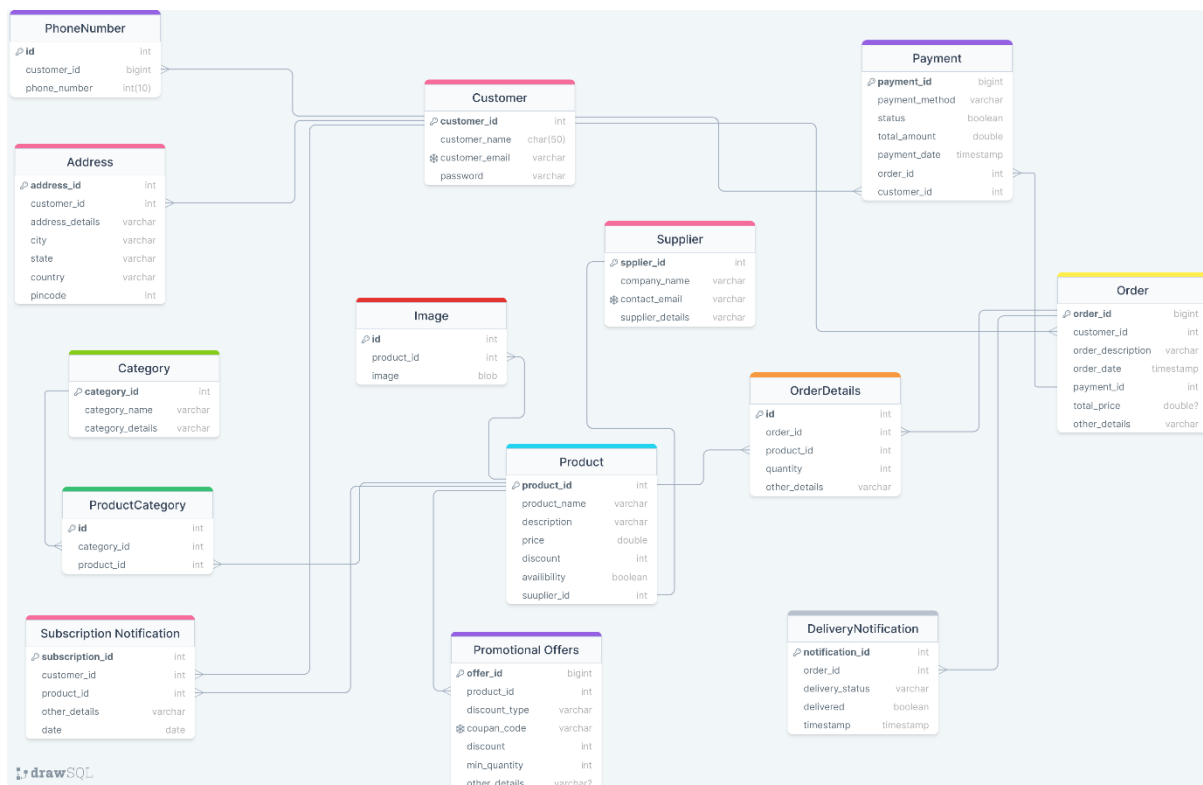 PhoneNumber
id int
customer_id bigint
phone_number int(10)
Address
address_id int
customer_id int
address_details varchar
city varchar
state varchar
country varchar
pincode int
Customer
customer_id int
customer_name char(50)
customer_email varchar
password varchar
Payment
payment_id bigint
payment_method varchar
status boolean
total_amount double
payment_date timestamp
order_id int
customer_id int
Supplier
spplier_id int
company_name varchar
contact_email varchar
supplier_details varchar
Order
order_id bigint
customer_id int
order_description varchar
order_date timestamp
payment_id int
total_price double?
other_details varchar
Image
id int
product_id int
image blob
Category
category_id int
category_name varchar
category_details varchar
OrderDetails
id int
order_id int
product_id int
quantity int
other_details varchar
Product
product_id int
product_name varchar
description varchar
price double
discount int
availibility boolean
suuplier_id int
ProductCategory
id int
category_id int
product_id int
Subscription Notification
subscription_id int
customer_id int
product_id int
other_details varchar
date date
Promotional Offers
offer_id bigint
product_id int
discount_type varchar
coupan_code varchar
discount int
min_quantity int
other_details varchar?
DeliveryNotification
notification_id int
order_id int
delivery_status varchar
delivered boolean
timestamp timestamp
drawSQL